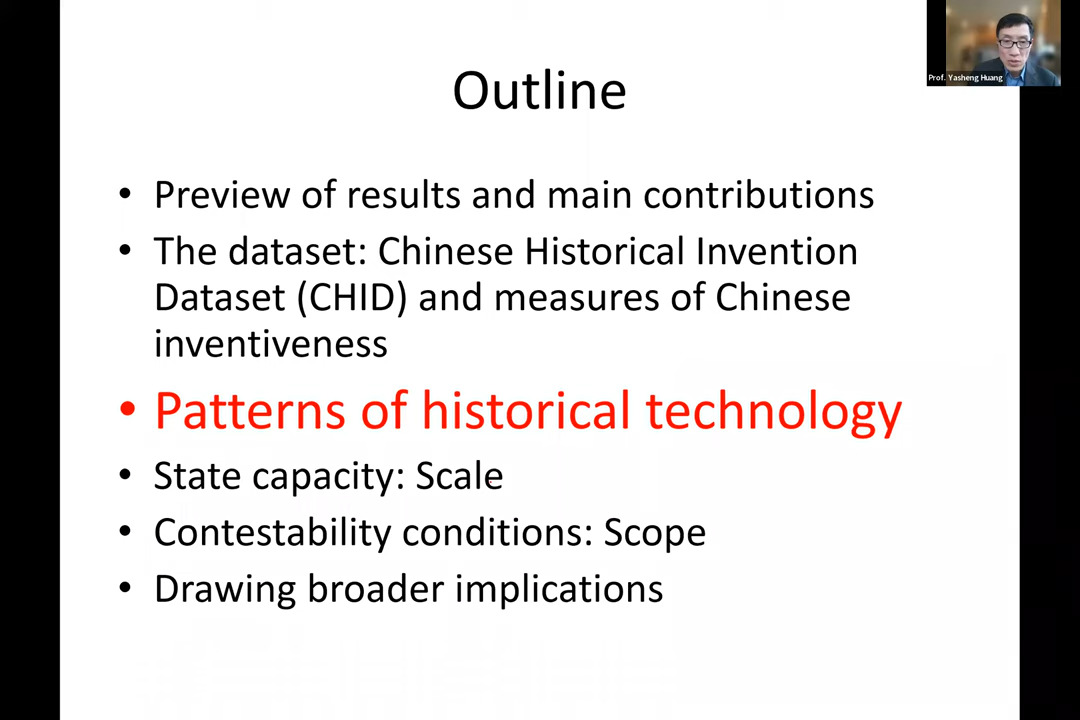 Outline
Prof. Yasheng Huang
• Preview of results and main contributions
• The dataset: Chinese Historical Invention
Dataset (CHID) and measures of Chinese
inventiveness
• Patterns of historical technology
• State capacity: Scale
• Contestability conditions: Scope
• Drawing broader implications